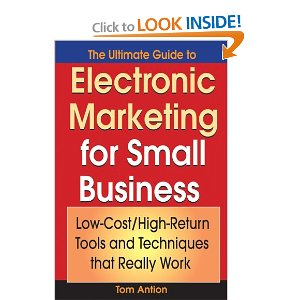 Click to LOOK INSIDE!
The Ultimate Guide to
Electronic
Marketing
for Small
Business
Low-Cost/High-Return
Tools and Techniques
that Really Work
Tom Antion